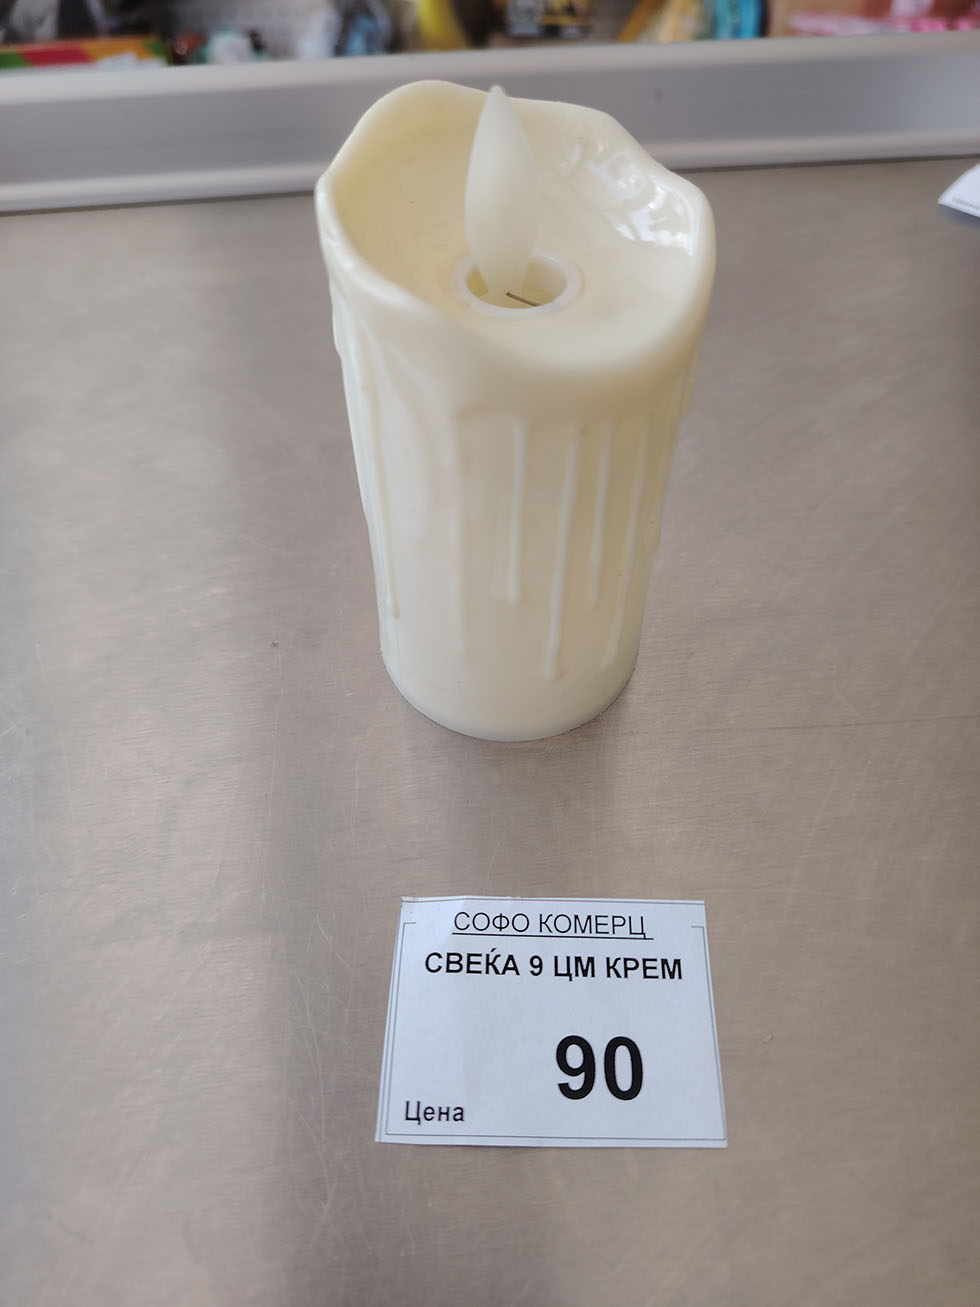 СОФО КОМЕРЦ
СВЕЌА 9 ЦМ КРЕМ
90
Цена